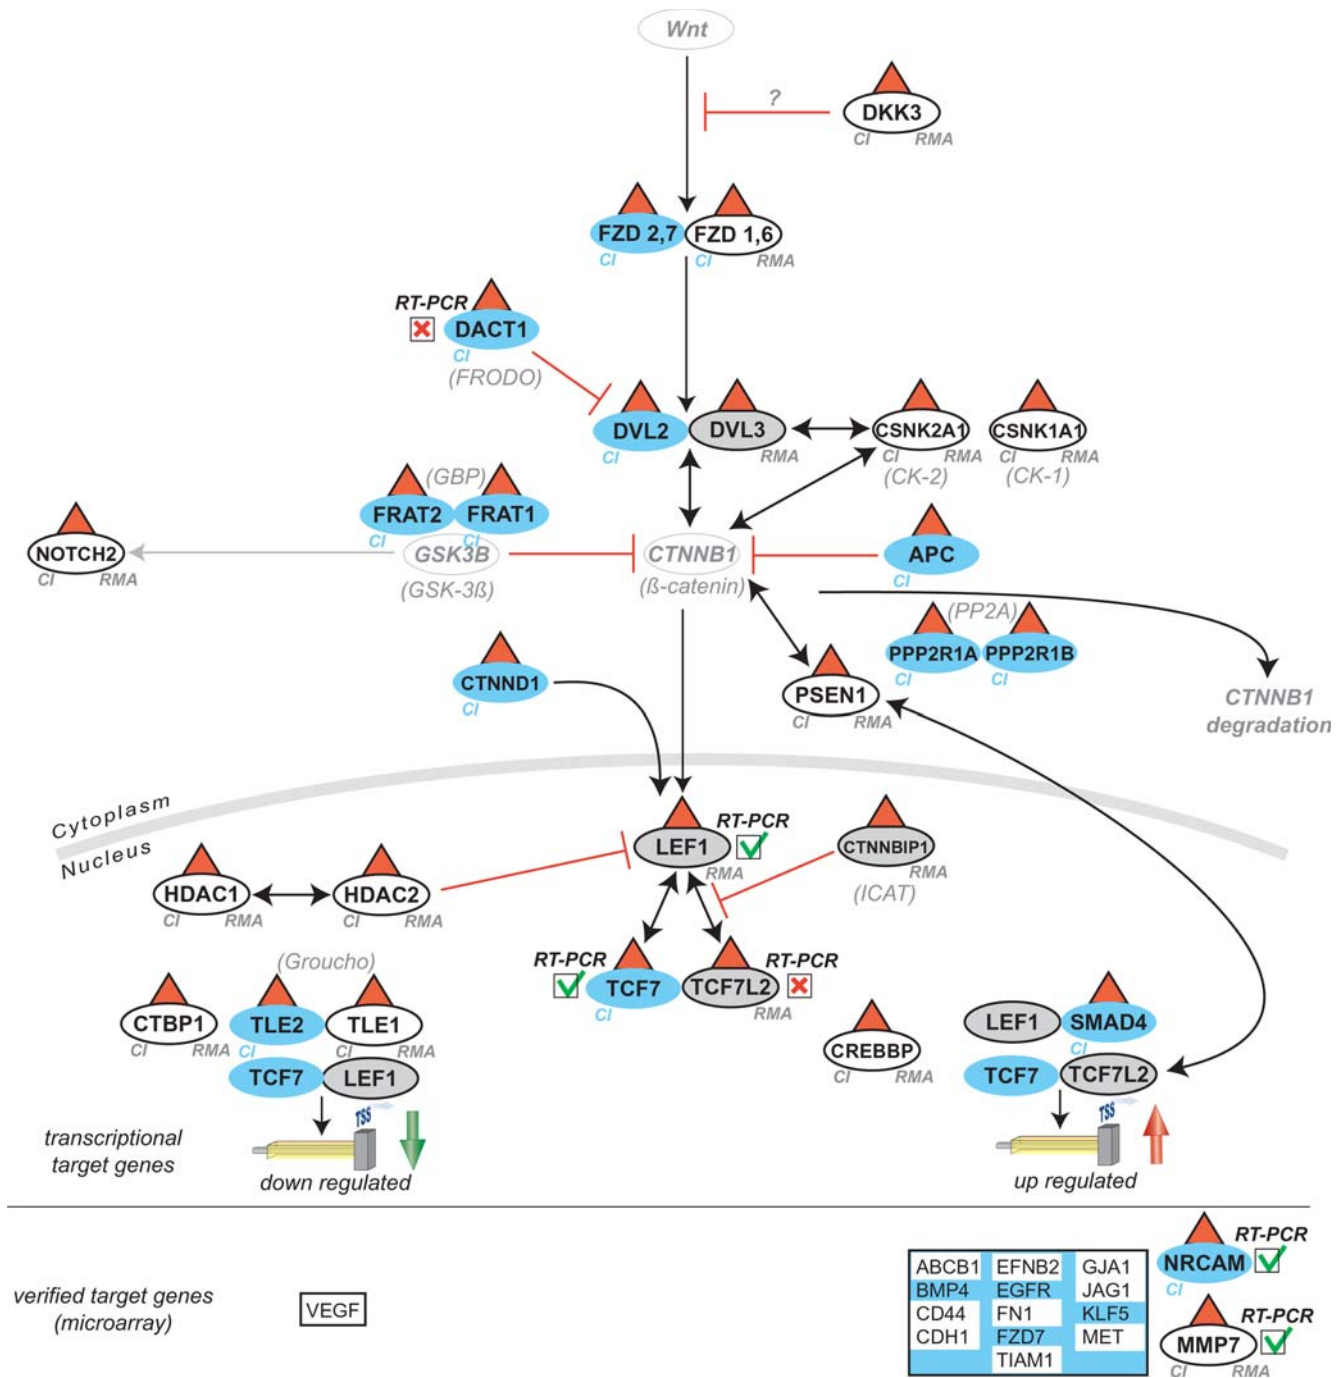 Wnt
?
DKK3
CI RMA
FZD 2,7 FZD 1,6
CI CI RMA
RT-PCR
DACT1
CI
(FRODO)
DVL2 DVL3 CSNK2A1 CSNK1A1
CI RMA CI RMA CI RMA
(CK-2) (CK-1)
(GBP)
FRAT2 FRAT1
CI CI
NOTCH2 GSK3B CTNNB1 APC
CI RMA (GSK-3ß) (ß-catenin) CI
(PP2A)
PPP2R1A PPP2R1B
CI CI
CTNND1
CI
PSEN1
CI RMA
CTNNB1
degradation
Cytoplasm
Nucleus
RT-PCR
LEF1
RMA
CTNNBIP1
RMA
(ICAT)
HDAC1 HDAC2
CI RMA CI RMA
RT-PCR RT-PCR
TCF7 TCF7L2
CI RMA
(Groucho)
CTBP1 TLE2 TLE1
CI RMA CI CI RMA
TCF7 LEF1
CREBBP
CI RMA
LEF1 SMAD4
CI
TCF7 TCF7L2
TSS TSS
transcriptional
target genes
down regulated
up regulated
verified target genes
(microarray)
VEGF
ABCB1 EFNB2 GJA1
BMP4 EGFR JAG1
CD44 FN1 KLF5
CDH1 FZD7 MET
TIAM1
RT-PCR
NRCAM
CI
RT-PCR
MMP7
CI RMA